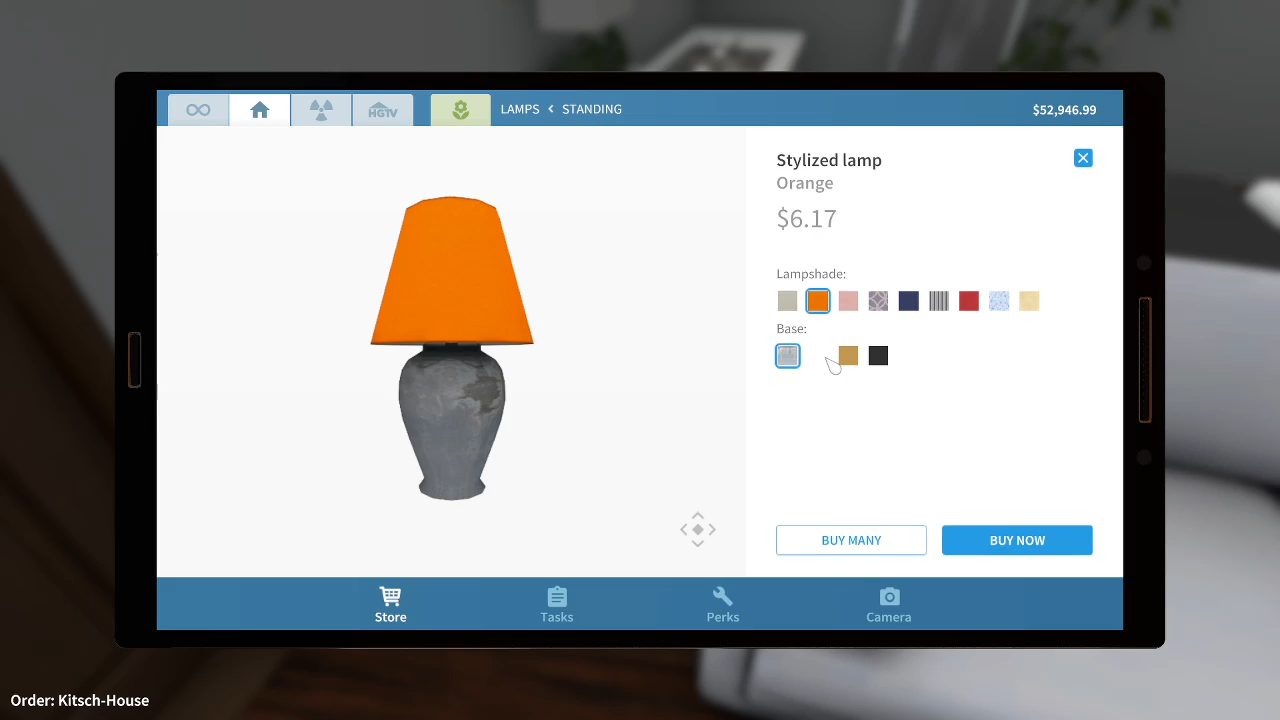 HGTV
LAMPS < STANDING
$52,946.99
Stylized lamp
Orange
$6.17
Lampshade:
Base:
BUY MANY
BUY NOW
Store
Tasks
Perks
Camera
Order: Kitsch-House